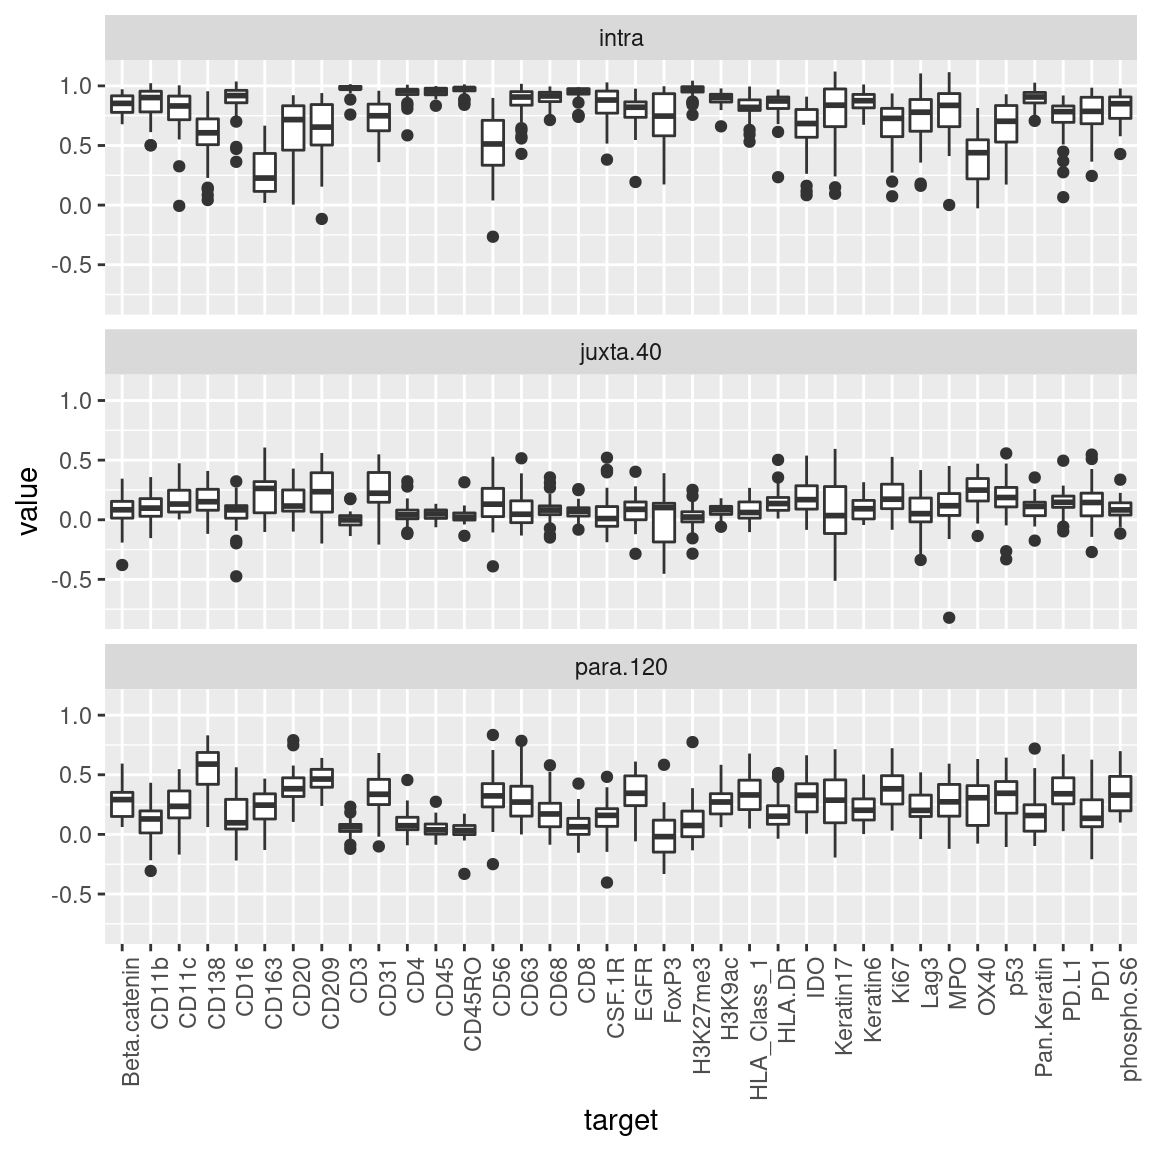 intra
1.0
0.5
0.0
-0.5
juxta.40
1.0
0.5
0.0
-0.5
para.120
1.0
0.5
0.0
-0.5
value
Beta.catenin
CD11b
CD11c
CD138
CD16
CD163
CD20
CD209
CD3
CD31
CD4
CD45
CD45RO
CD56
CD63
CD68
CD8
CSF.1R
EGFR
FoxP3
H3K27me3
H3K9ac
HLA_Class_1
HLA.DR
IDO
Keratin17
Keratin6
Ki67
Lag3
MPO
OX40
p53
Pan.Keratin
PD.L1
PD1
phospho.S6
target